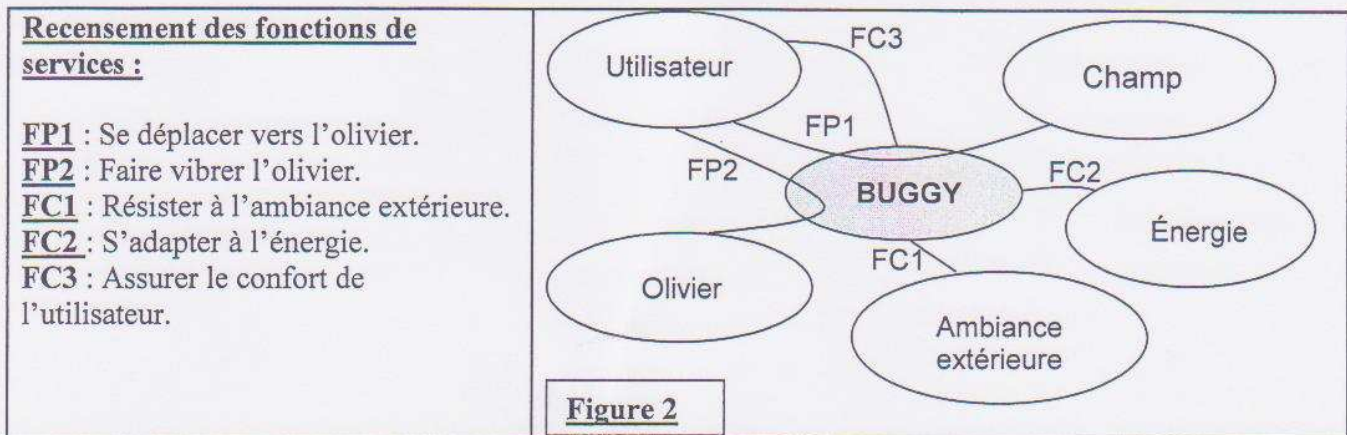 Recensement des fonctions de
services :
FP1 : Se déplacer vers l'olivier.
FP2 : Faire vibrer l'olivier.
FC1 : Résister à l'ambiance extérieure.
FC2 : S'adapter à l'énergie.
FC3 : Assurer le confort de
l'utilisateur.
Utilisateur
FC3
Champ
FP1
FP2
BUGGY
FC2
Énergie
FC1
Olivier
Ambiance
extérieure
Figure 2